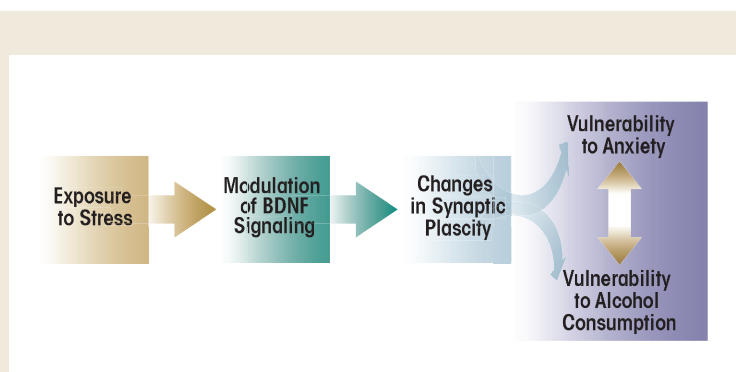 Exposure
to Stress
Modulation
of BDNF
Signaling
Changes
in Synaptic
Plascity
Vulnerability
to Anxiety
Vulnerability
to Alcohol
Consumption